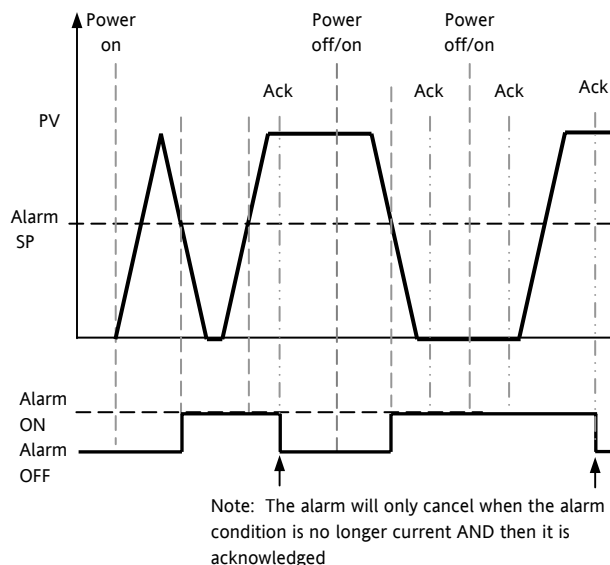 Power
on
Power
off/on
Power
off/on
Ack
Ack
Ack
Ack
PV
Alarm
SP
Alarm
ON
Alarm
OFF
Note: The alarm will only cancel when the alarm
condition is no longer current AND then it is
acknowledged